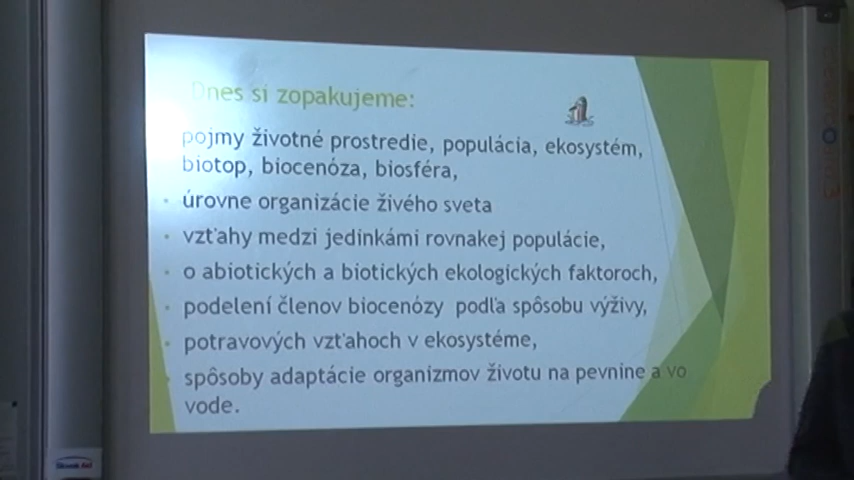 Dnes si zopakujeme:
pojmy životné prostredie, populácia, ekosystém,
biotop, biocenóza, biosféra,
• úrovne organizácie živého sveta
• vzťahy medzi jedinkámi rovnakej populácie,
• o abiotických a biotických ekologických faktoroch,
• podelení členov biocenózy podľa spôsobu výživy,
• potravových vzťahoch v ekosystéme,
spôsoby adaptácie organizmov životu na pevnine a vo
vode.